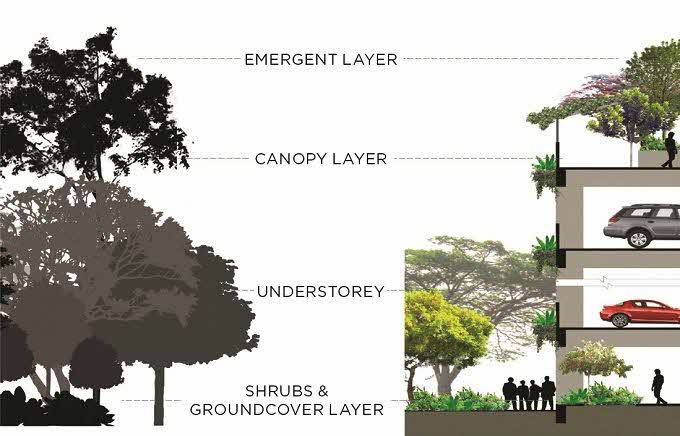 EMERGENT LAYER
CANOPY LAYER
UNDERSTOREY
SHRUBS &
GROUNDCOVER LAYER